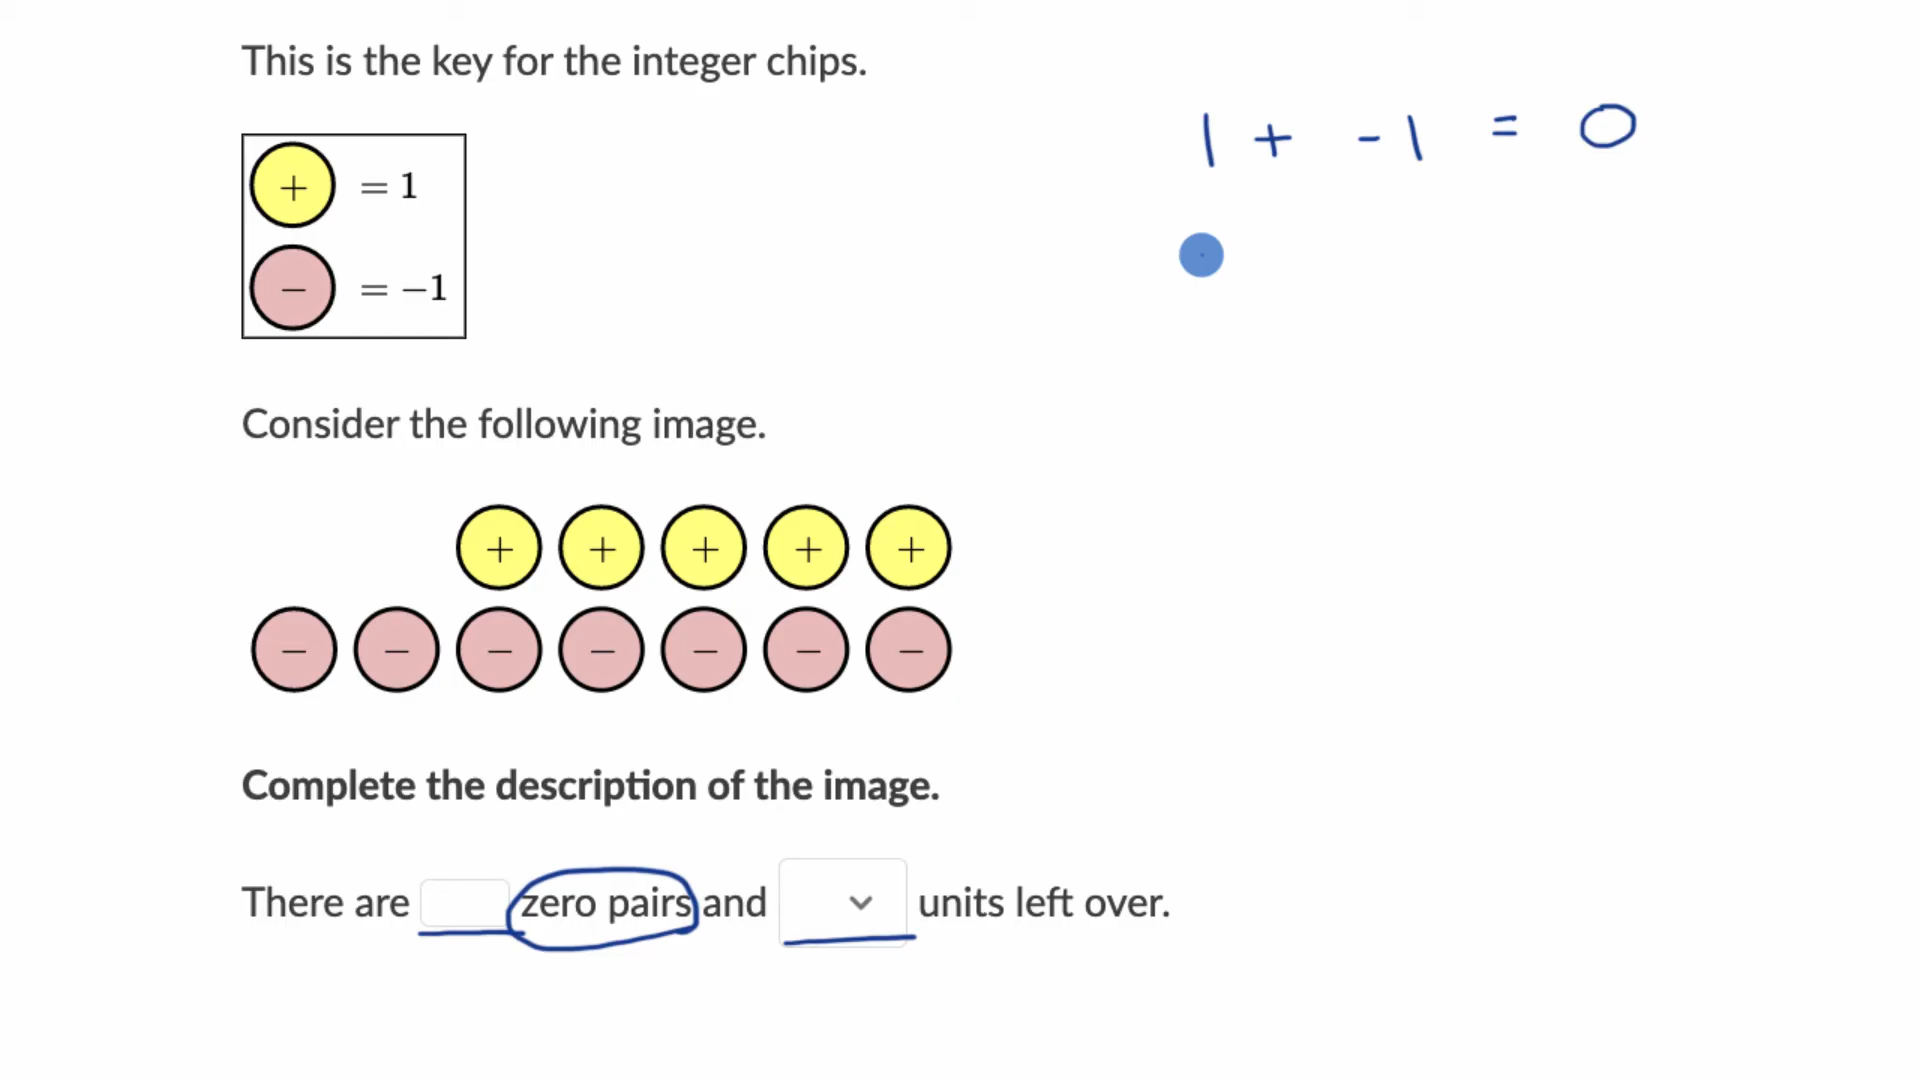 This is the key for the integer chips.
1 + -1 = 0
+ = 1
− = −1
Consider the following image.
+ + + + +
− − − − − − −
Complete the description of the image.
There are zero pairs and units left over.